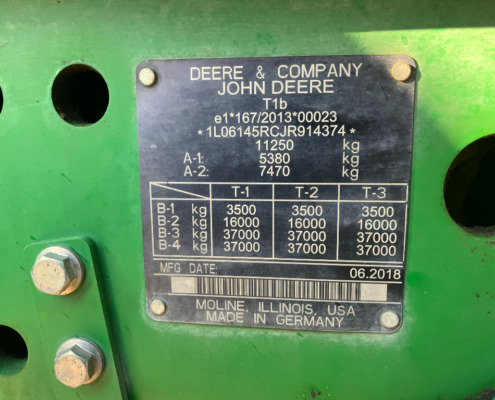 DEERE & COMPANY
JOHN DEERE
T1b
e1*167/2013*00023
*1L06145RCJR914374*
11250 kg
A-1: 5380 kg
A-2: 7470 kg
T-1 T-2 T-3
B-1 kg 3500 3500 3500
B-2 kg 16000 16000 16000
B-3 kg 37000 37000 37000
B-4 kg 37000 37000 37000
MFG DATE: 06.2018
MOLINE, ILLINOIS, USA
MADE IN GERMANY